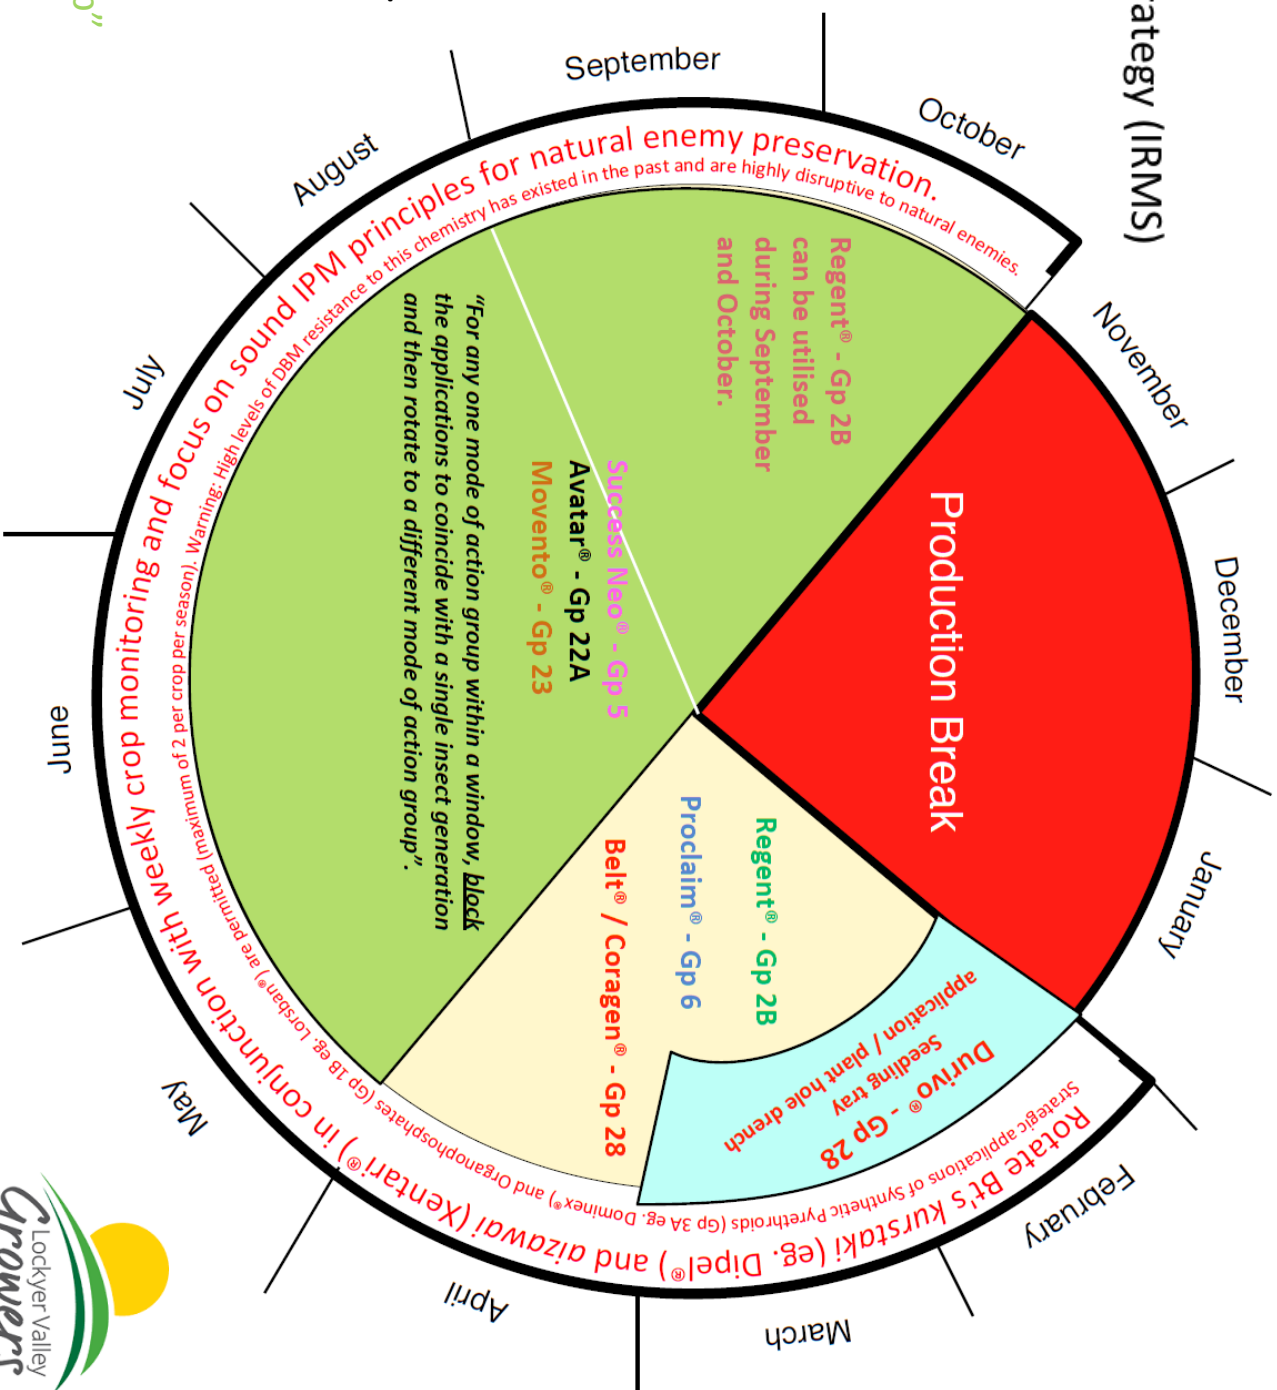 rategy (IRMS)
o”
January
February
March
April
May
June
July
August
September
October
November
December
Production Break
Rotate Bt's kurstaki (eg. Dipel®) and aizawai (Xentari®) in conjunction with weekly crop monitoring and focus on sound IPM principles for natural enemy preservation.
Strategic applications of Synthetic Pyrethroids (Gp 3A eg. Dominex®) and Organophosphates (Gp 1B eg. Lorsban®) are permitted (maximum of 2 per crop per season). Warning: High levels of DBM resistance to this chemistry has existed in the past and are highly disruptive to natural enemies.
Durivo® - Gp 28
Seedling tray
application / plant hole drench
Regent® - Gp 2B
Proclaim® - Gp 6
Belt® / Coragen® - Gp 28
Regent® - Gp 2B
can be utilised
during September
and October.
Success Neo® - Gp 5
Avatar® - Gp 22A
Movento® - Gp 23
“For any one mode of action group within a window, block
the applications to coincide with a single insect generation
and then rotate to a different mode of action group”.
Lockyer Valley
Growers